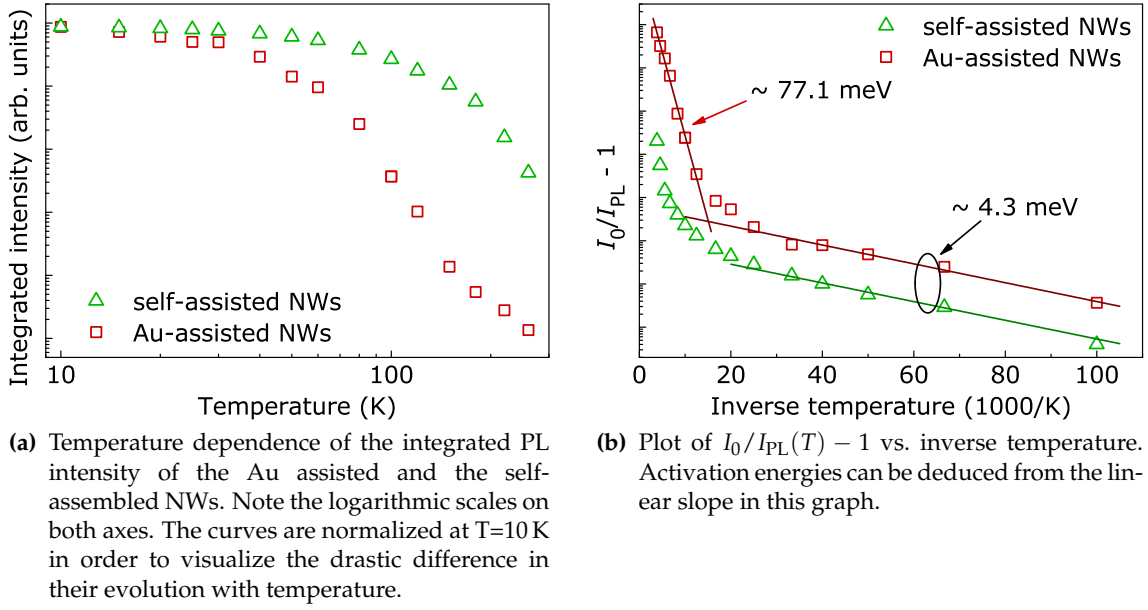 Integrated intensity (arb. units)
self-assisted NWs
Au-assisted NWs
10
100
Temperature (K)
I₀/I_PL - 1
self-assisted NWs
Au-assisted NWs
~ 77.1 meV
~ 4.3 meV
0
20
40
60
80
100
Inverse temperature (1000/K)
(a) Temperature dependence of the integrated PL
intensity of the Au assisted and the self-
assembled NWs. Note the logarithmic scales on
both axes. The curves are normalized at T=10 K
in order to visualize the drastic difference in
their evolution with temperature.
(b) Plot of I₀/I_PL(T) − 1 vs. inverse temperature.
Activation energies can be deduced from the lin-
ear slope in this graph.